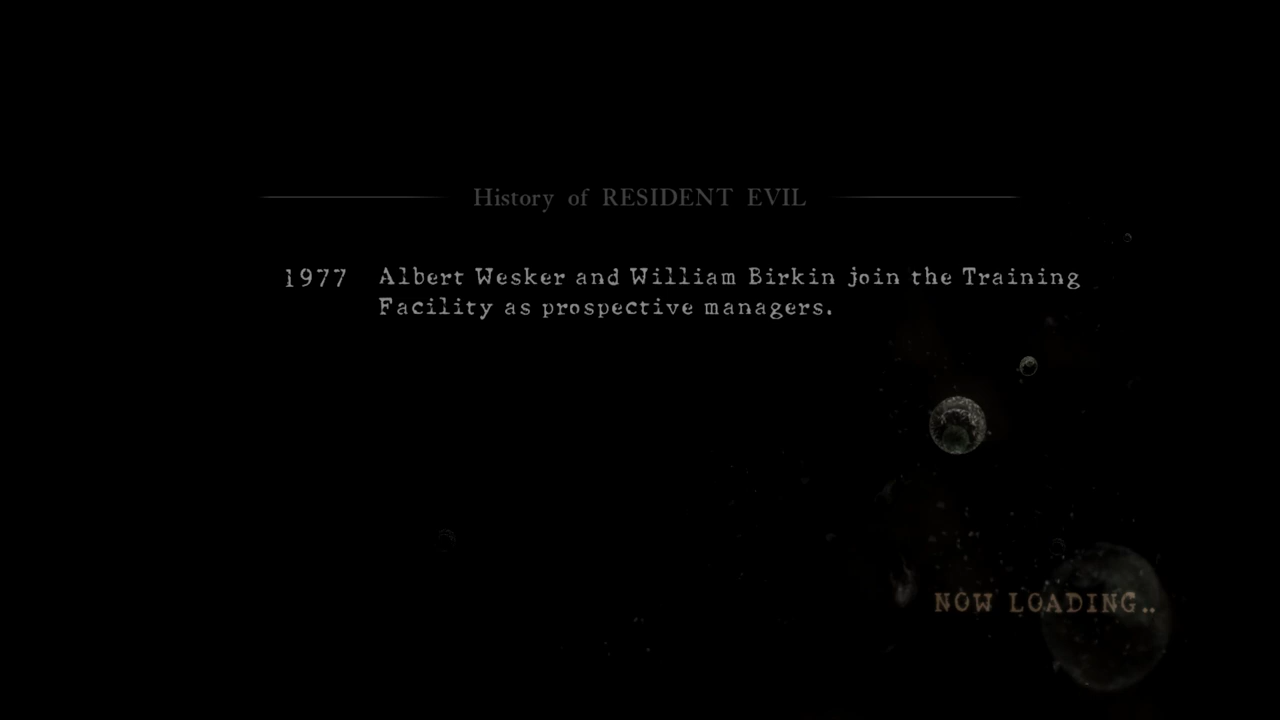 History of RESIDENT EVIL
1977 Albert Wesker and William Birkin join the Training
Facility as prospective managers.
NOW LOADING..